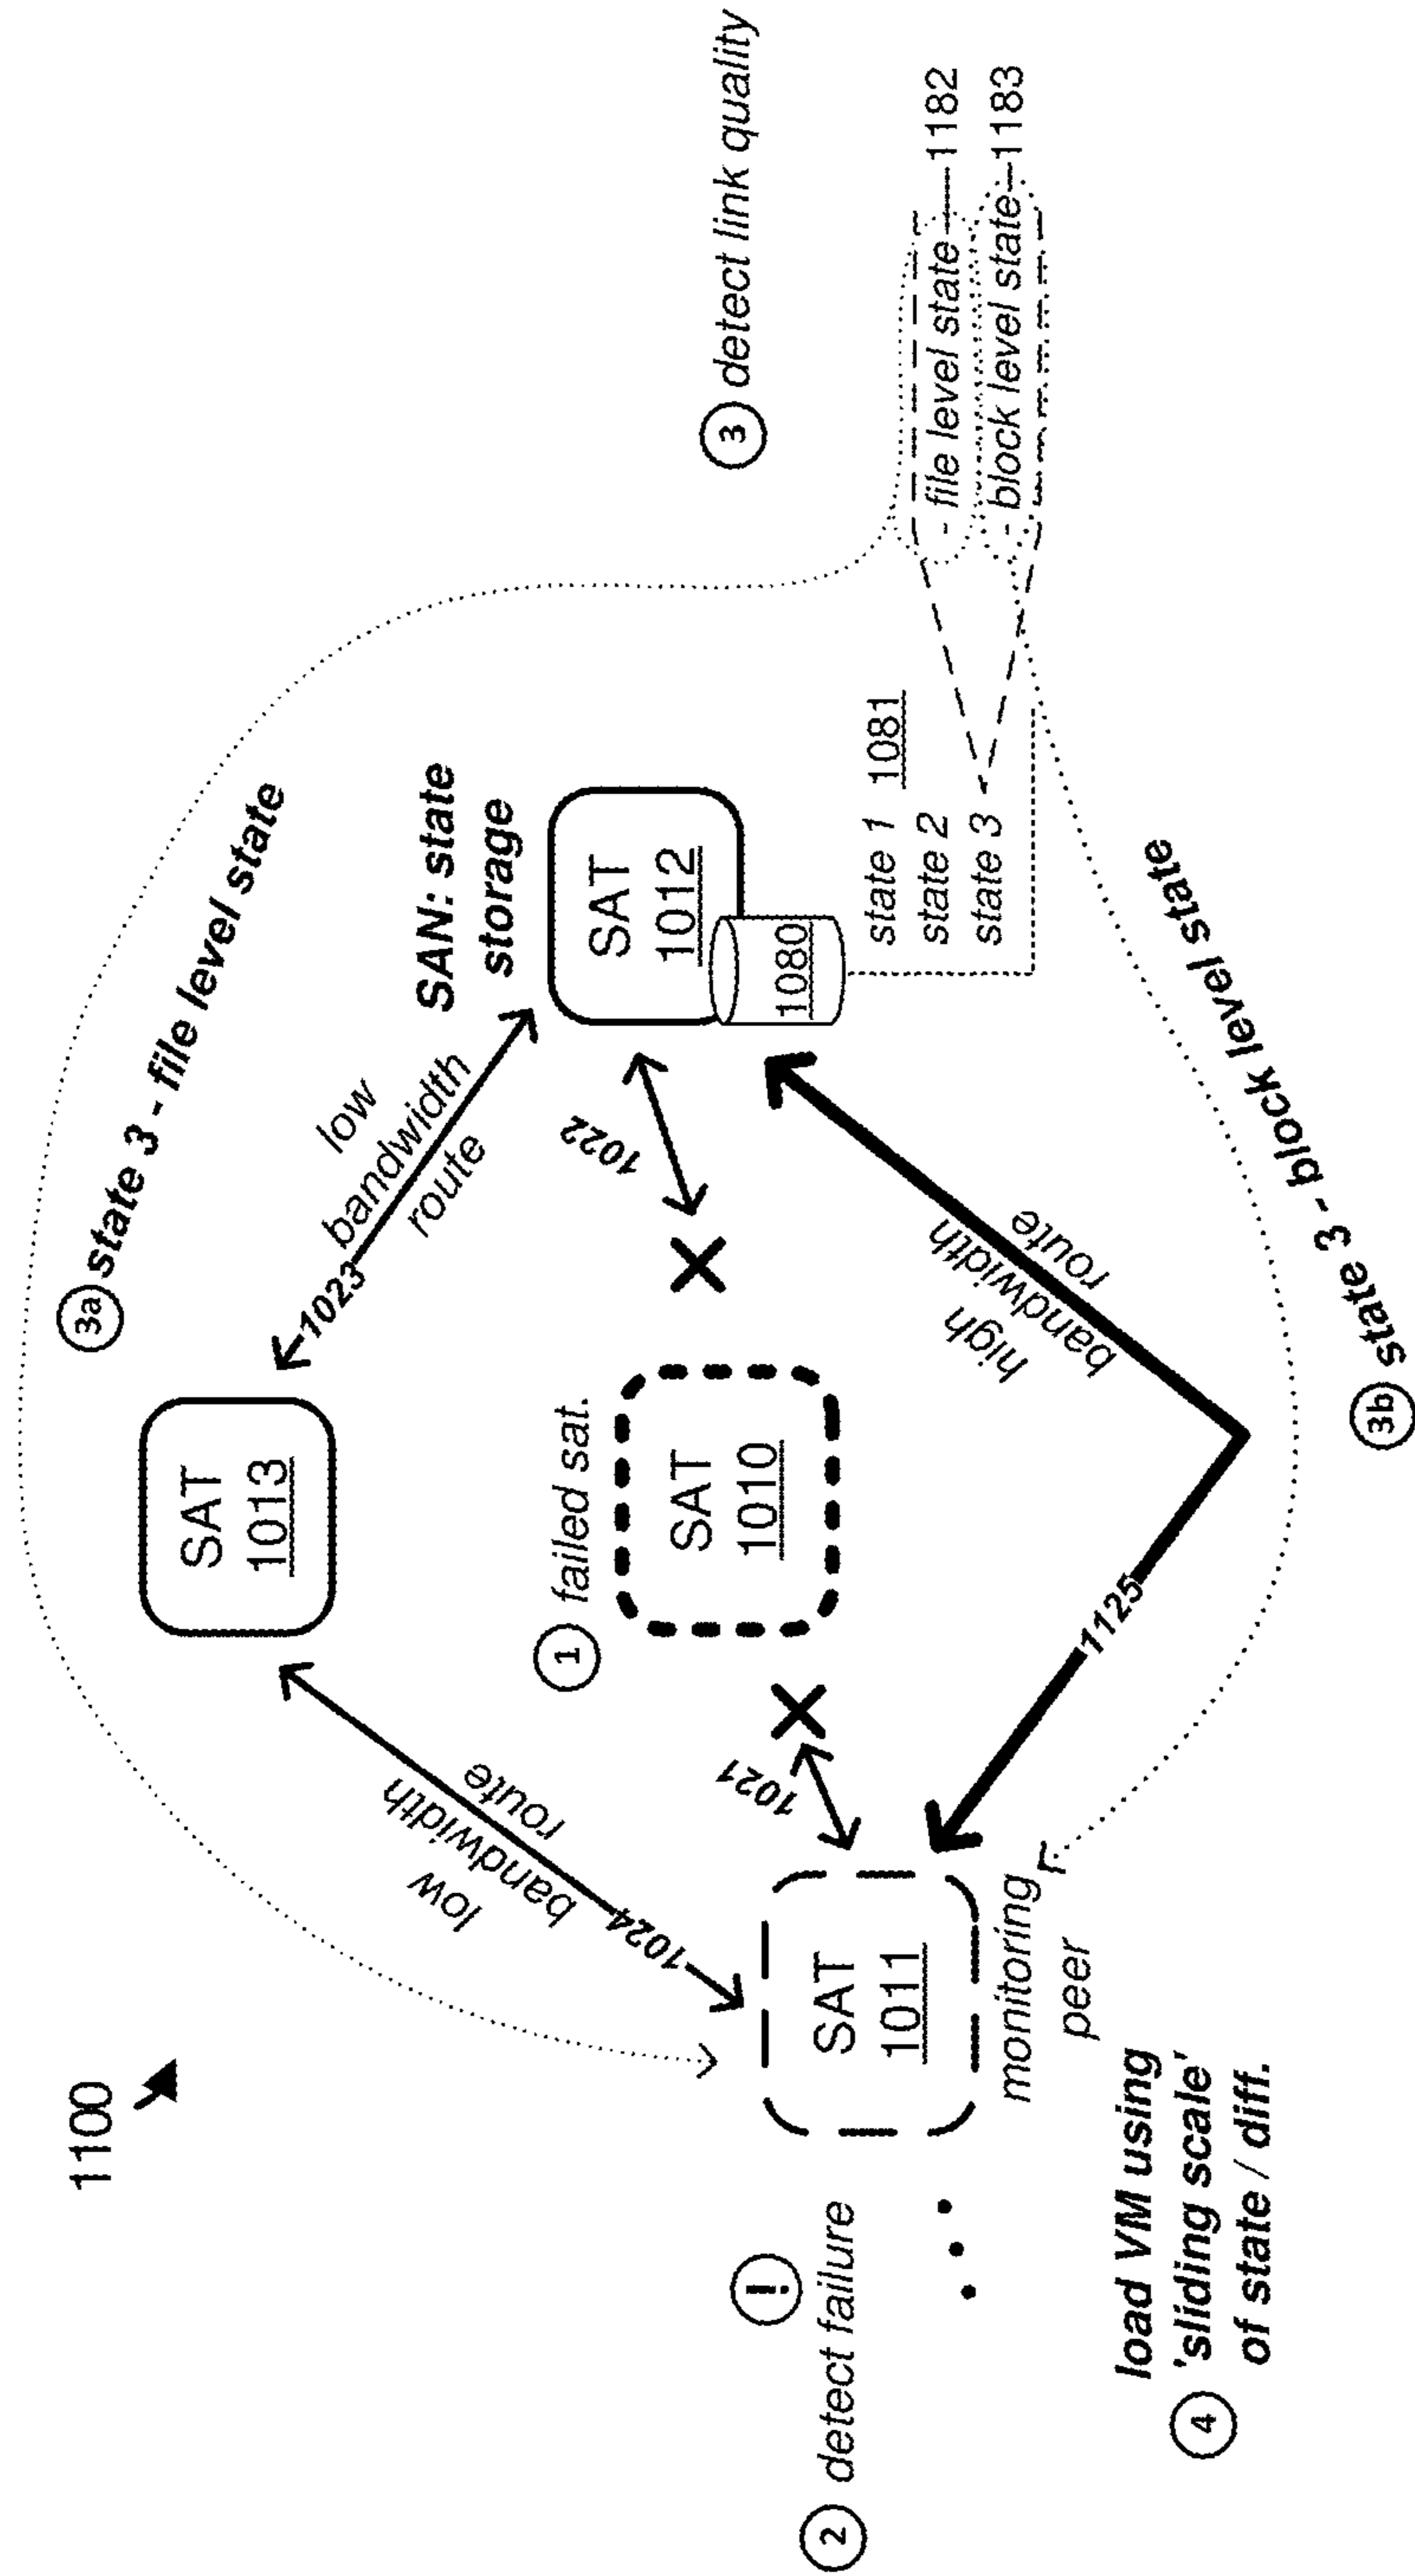 1100
3a
state 3 - file level state
SAT
1013
1023
low
bandwidth
route
SAN: state
storage
low
bandwidth
route
1024
1
failed sat.
SAT
1010
1022
SAT
1012
1080
3
detect link quality
i
2
detect failure
1021
SAT
1011
monitoring
peer
state 1
1081
state 2
state 3
- file level state
1182
- block level state
1183
high
bandwidth
route
1125
4
load VM using
'sliding scale'
of state / diff.
3b
state 3 - block level state